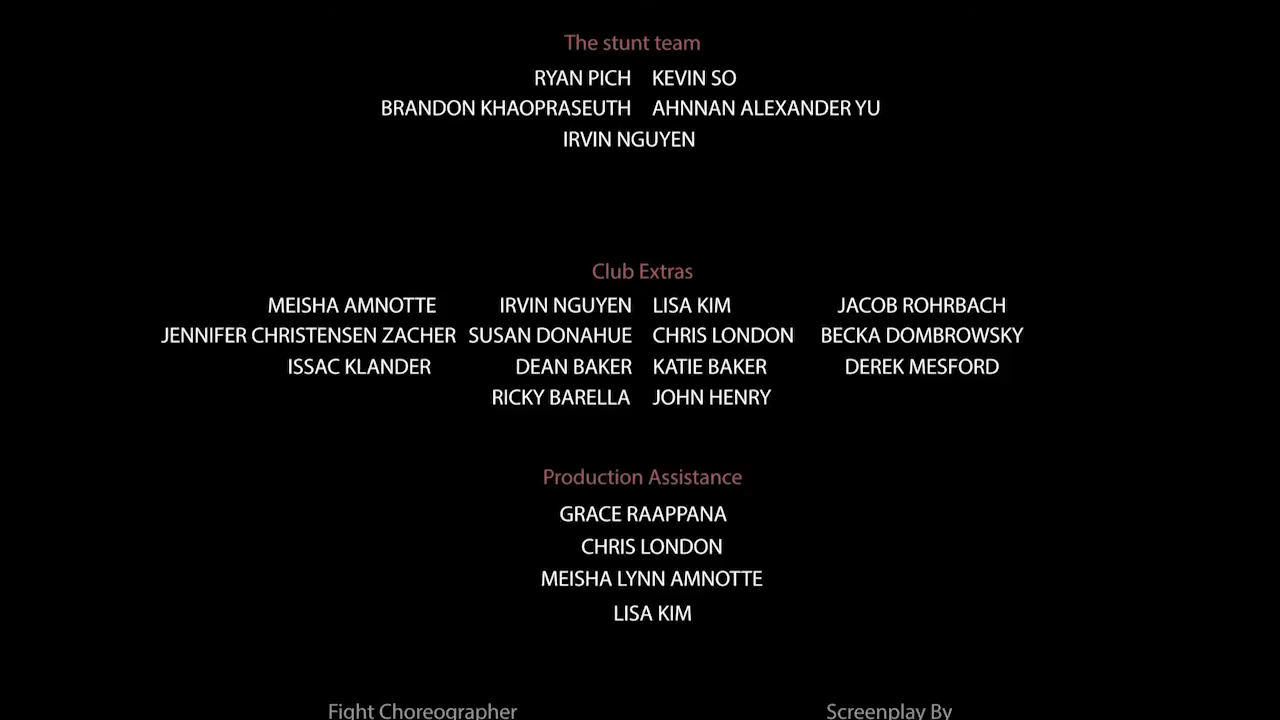 The stunt team
RYAN PICH KEVIN SO
BRANDON KHAOPRASEUTH AHNNAN ALEXANDER YU
IRVIN NGUYEN
Club Extras
MEISHA AMNOTTE IRVIN NGUYEN LISA KIM JACOB ROHRBACH
JENNIFER CHRISTENSEN ZACHER SUSAN DONAHUE CHRIS LONDON BECKA DOMBROWSKY
ISSAC KLANDER DEAN BAKER KATIE BAKER DEREK MESFORD
RICKY BARELLA JOHN HENRY
Production Assistance
GRACE RAAPPANA
CHRIS LONDON
MEISHA LYNN AMNOTTE
LISA KIM
Fight Choreographer Screenplay By